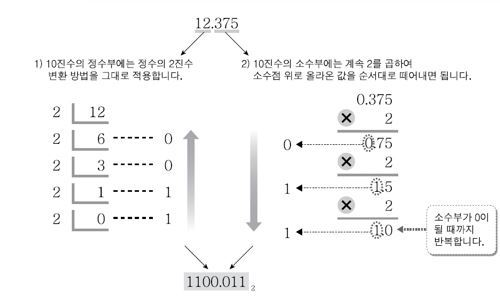 12.375
1) 10진수의 정수부에는 정수의 2진수
변환 방법을 그대로 적용합니다.
2) 10진수의 소수부에는 계속 2를 곱하여
소수점 위로 올라온 값을 순서대로 떼어내면 됩니다.
2 12
2 6 0
2 3 0
2 1 1
2 0 1
0.375
× 2
0 0.75
× 2
1 1.5
× 2
1 1.0
소수부가 0이
될 때까지
반복합니다.
1100.011₂